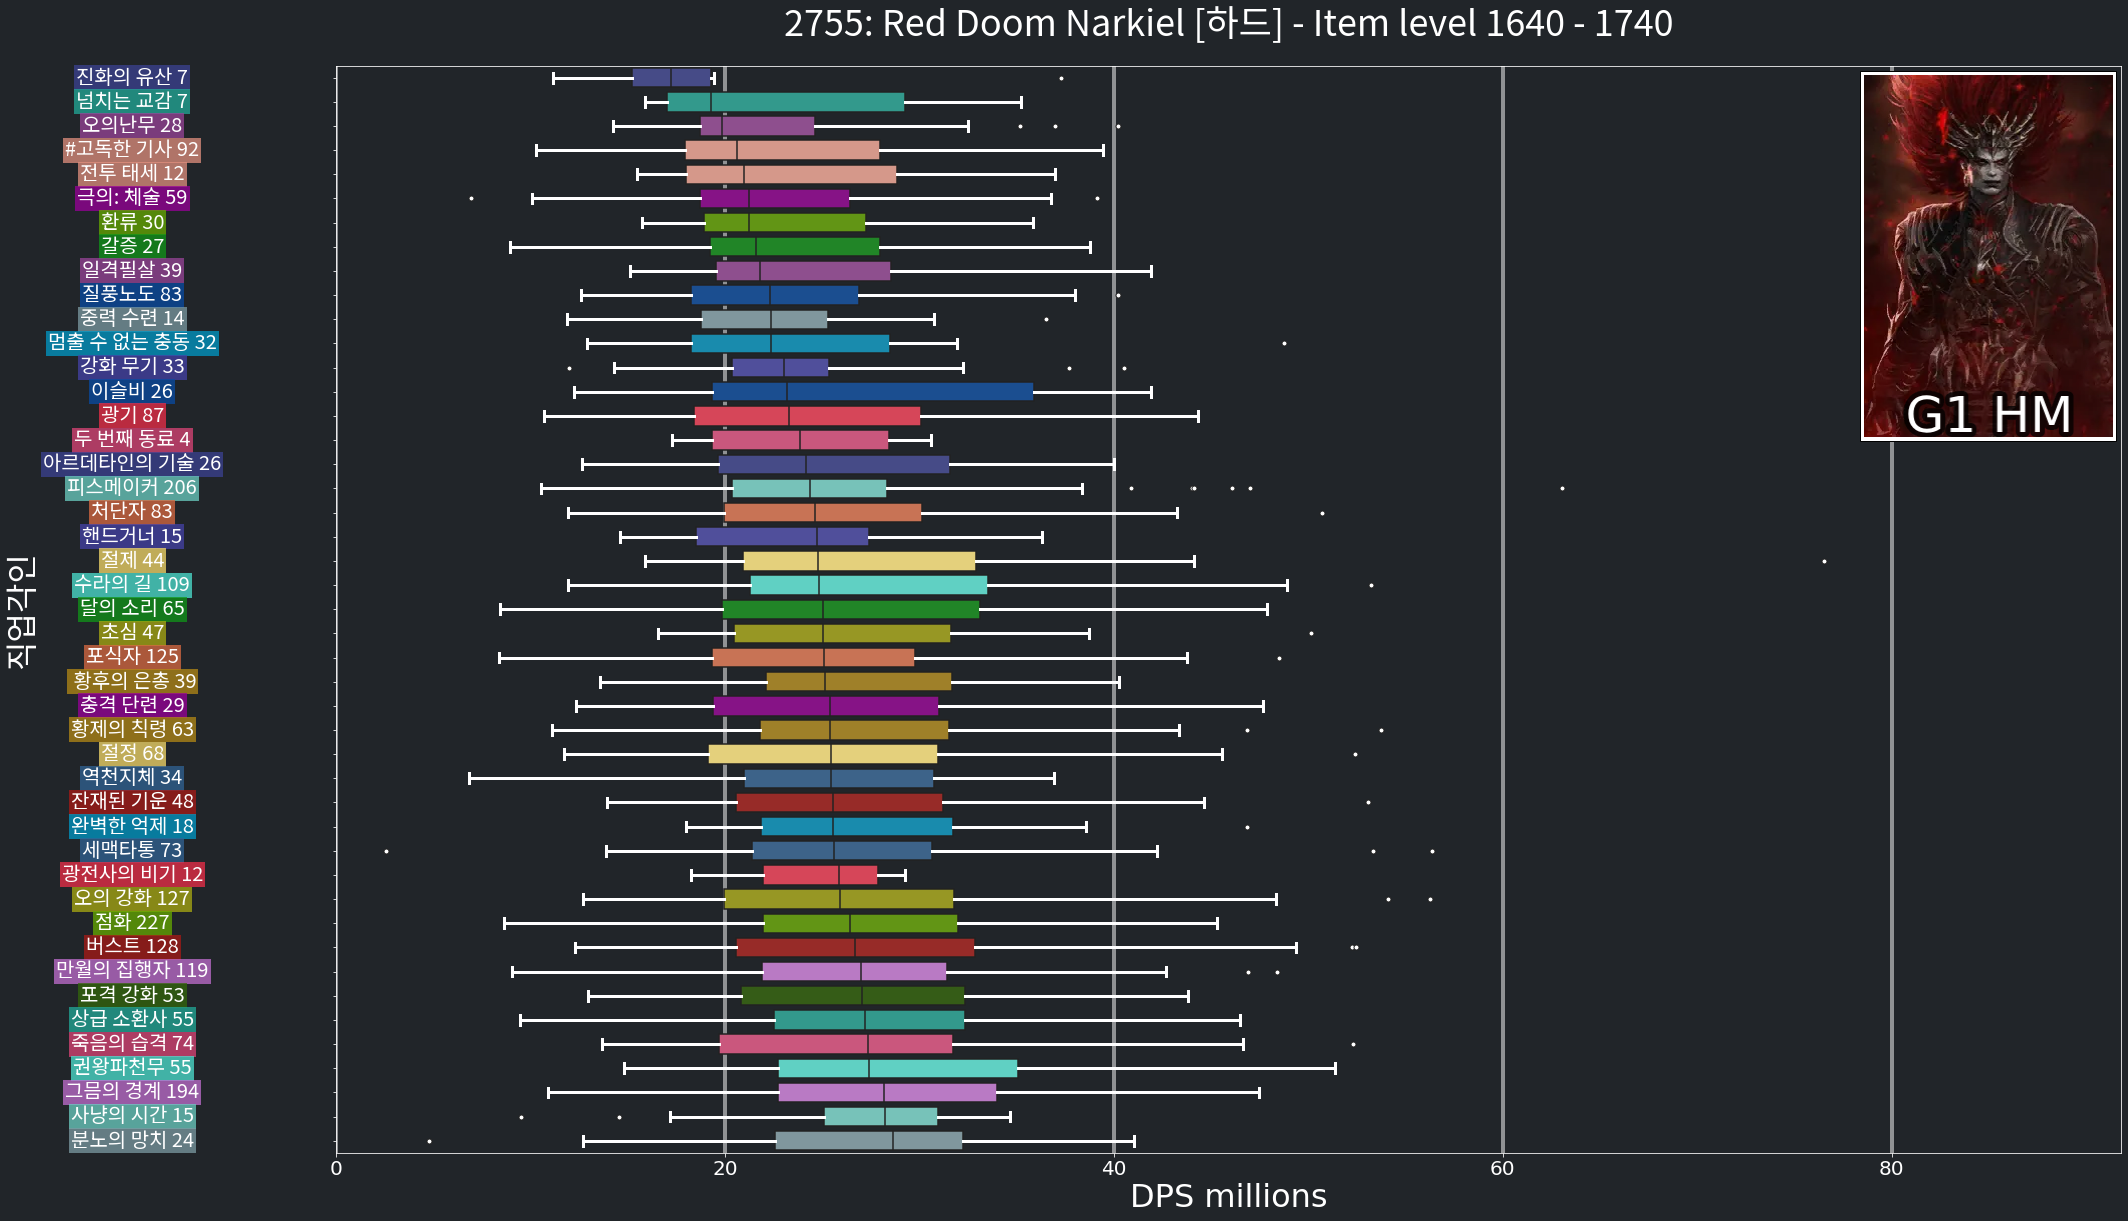 2755: Red Doom Narkiel [하드] - Item level 1640 - 1740
진화의 유산 7
넘치는 교감 7
오의난무 28
#고독한 기사 92
전투 태세 12
극의: 체술 59
환류 30
갈증 27
일격필살 39
질풍노도 83
중력 수련 14
멈출 수 없는 충동 32
강화 무기 33
이슬비 26
광기 87
두 번째 동료 4
아르데타인의 기술 26
피스메이커 206
처단자 83
핸드거너 15
절제 44
수라의 길 109
달의 소리 65
초심 47
포식자 125
황후의 은총 39
충격 단련 29
황제의 칙령 63
절정 68
역천지체 34
잔재된 기운 48
완벽한 억제 18
세맥타통 73
광전사의 비기 12
오의 강화 127
점화 227
버스트 128
만월의 집행자 119
포격 강화 53
상급 소환사 55
죽음의 습격 74
권왕파천무 55
그믐의 경계 194
사냥의 시간 15
분노의 망치 24
직업각인
G1 HM
0 20 40 60 80
DPS millions